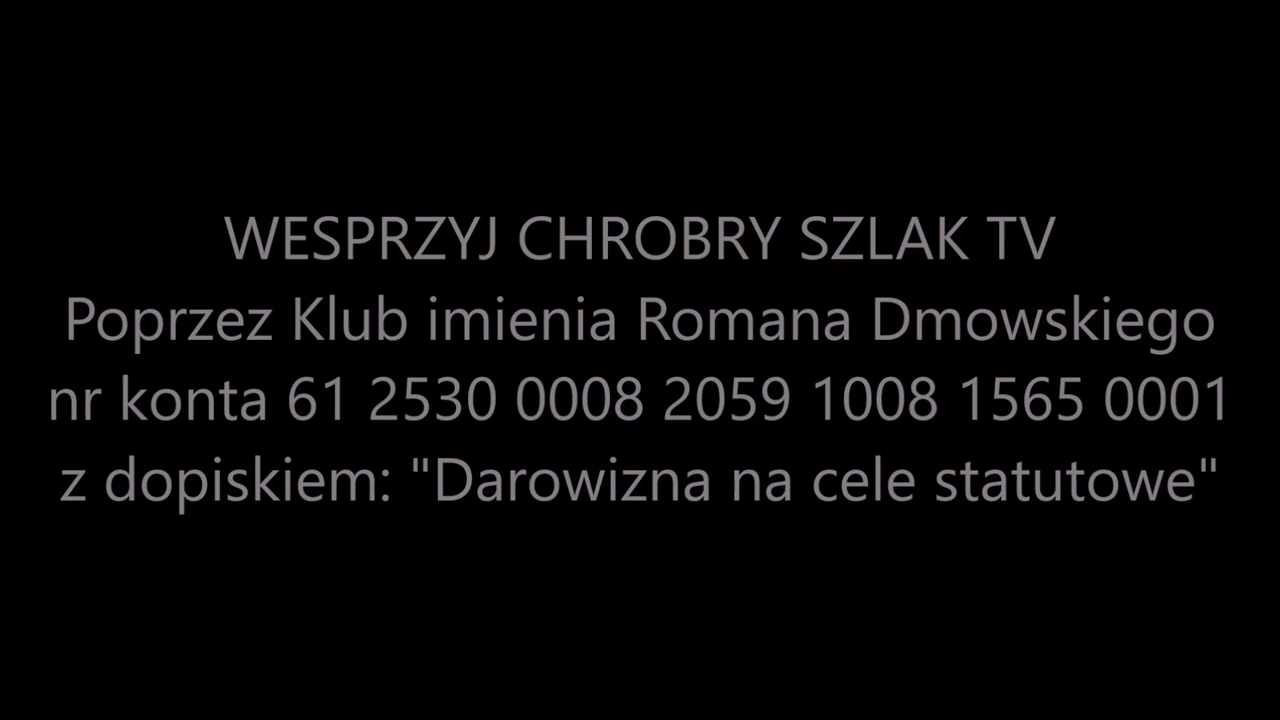 WESPRZYJ CHROBRY SZLAK TV
Poprzez Klub imienia Romana Dmowskiego
nr konta 61 2530 0008 2059 1008 1565 0001
z dopiskiem: "Darowizna na cele statutowe"